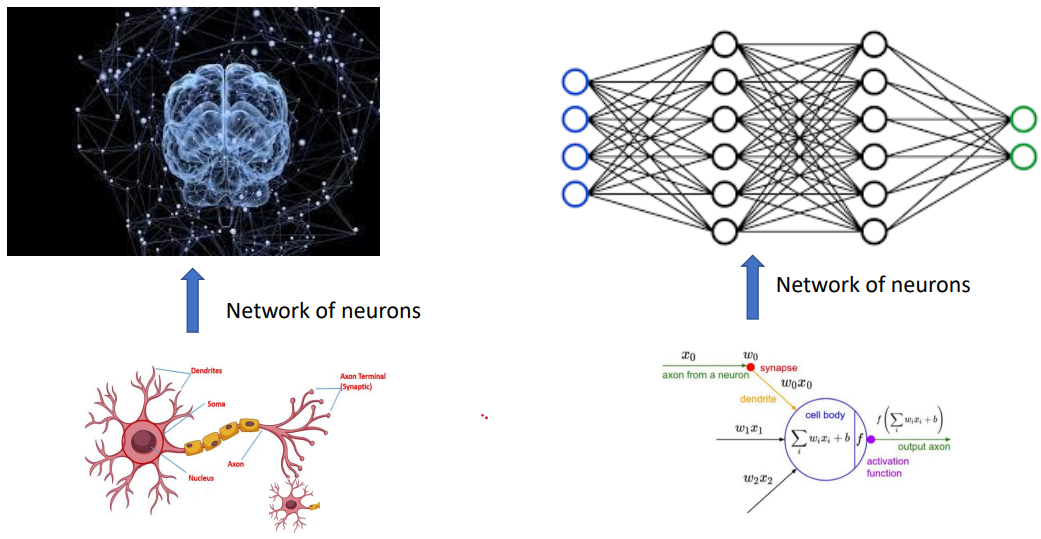 Network of neurons
Network of neurons
Dendrites
Soma
Nucleus
Axon
Axon Terminal
(Synaptic)
x₀
w₀
synapse
axon from a neuron
w₀x₀
dendrite
cell body
w₁x₁
∑ᵢ wᵢxᵢ + b
f
f(∑ᵢ wᵢxᵢ + b)
output axon
activation
function
w₂x₂